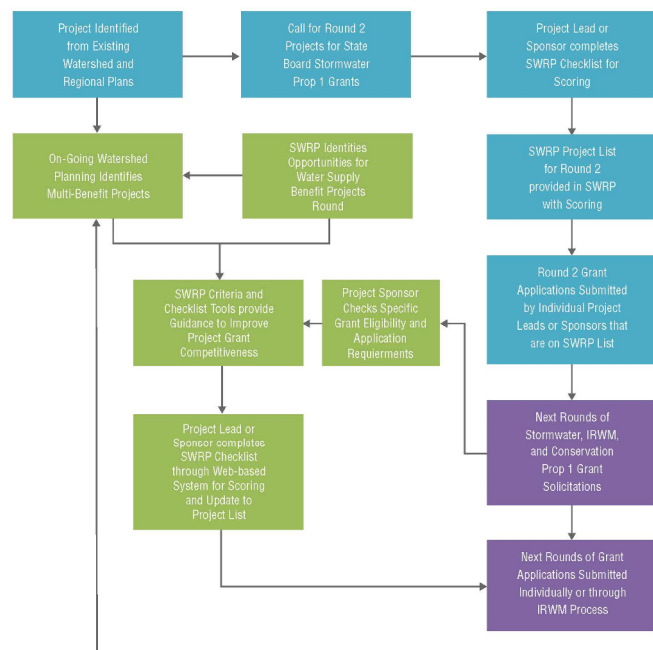 Project Identified
from Existing
Watershed and
Regional Plans
Call for Round 2
Projects for State
Board Stormwater
Prop 1 Grants
Project Lead or
Sponsor completes
SWRP Checklist for
Scoring
On-Going Watershed
Planning Identifies
Multi-Benefit Projects
SWRP Identities
Opportunities for
Water Supply
Benefit Projects
Round
SWRP Project List
for Round 2
provided in SWRP
with Scoring
SWRP Criteria and
Checklist Tools provide
Guidance to Improve
Project Grant
Competitiveness
Project Sponsor
Checks Specific
Grant Eligibility and
Application
Requierments
Round 2 Grant
Applications Submitted
by Individual Project
Leads or Sponsors that
are on SWRP List
Project Lead or
Sponsor completes
SWRP Checklist
through Web-based
System for Scoring
and Update to
Project List
Next Rounds of
Stormwater, IRWM,
and Conservation
Prop 1 Grant
Solicitations
Next Rounds of Grant
Applications Submitted
Individually or through
IRWM Process